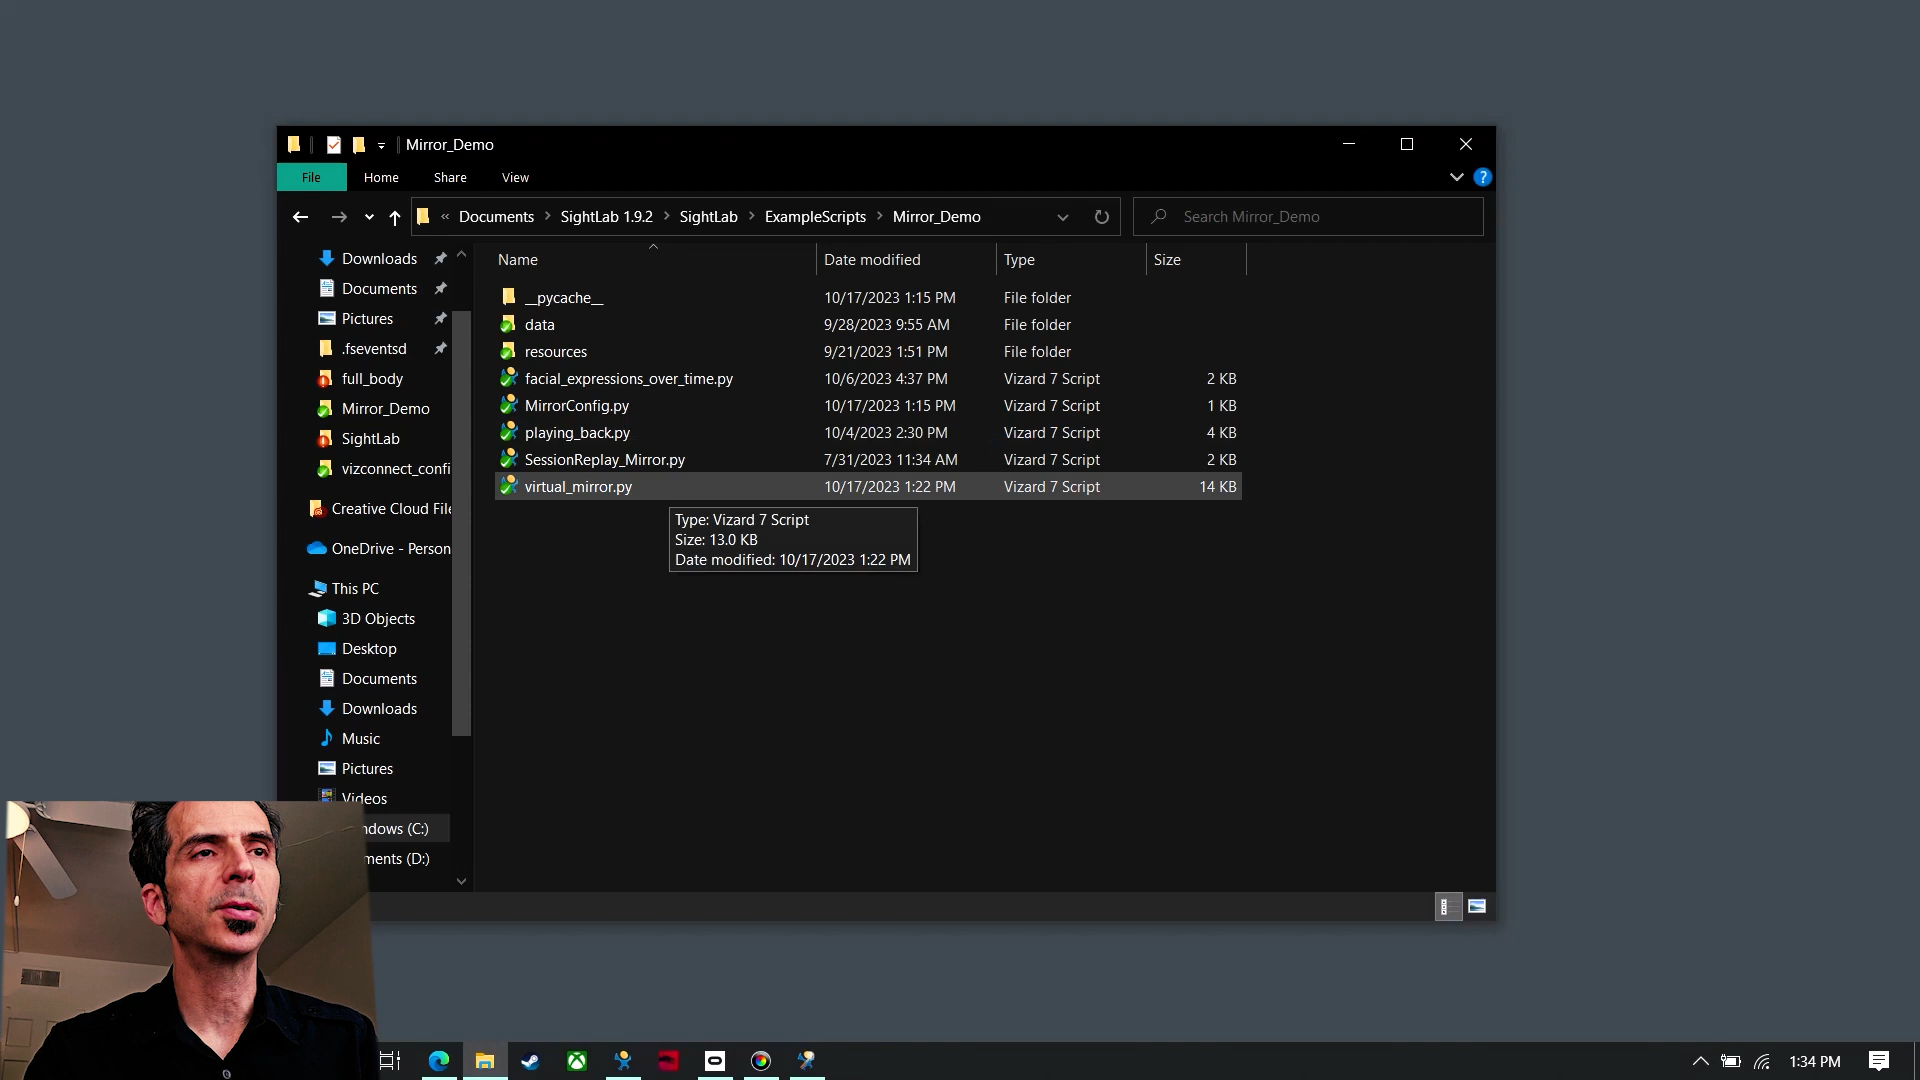 Mirror_Demo
File Home Share View
« Documents > SightLab 1.9.2 > SightLab > ExampleScripts > Mirror_Demo
Search Mirror_Demo
Name Date modified Type Size
__pycache__ 10/17/2023 1:15 PM File folder
data 9/28/2023 9:55 AM File folder
resources 9/21/2023 1:51 PM File folder
facial_expressions_over_time.py 10/6/2023 4:37 PM Vizard 7 Script 2 KB
MirrorConfig.py 10/17/2023 1:15 PM Vizard 7 Script 1 KB
playing_back.py 10/4/2023 2:30 PM Vizard 7 Script 4 KB
SessionReplay_Mirror.py 7/31/2023 11:34 AM Vizard 7 Script 2 KB
virtual_mirror.py 10/17/2023 1:22 PM Vizard 7 Script 14 KB
Type: Vizard 7 Script
Size: 13.0 KB
Date modified: 10/17/2023 1:22 PM
Downloads
Documents
Pictures
.fseventsd
full_body
Mirror_Demo
SightLab
vizconnect_confi
Creative Cloud File
OneDrive - Person
This PC
3D Objects
Desktop
Documents
Downloads
Music
Pictures
Videos
ndows (C:)
ments (D:)
1:34 PM